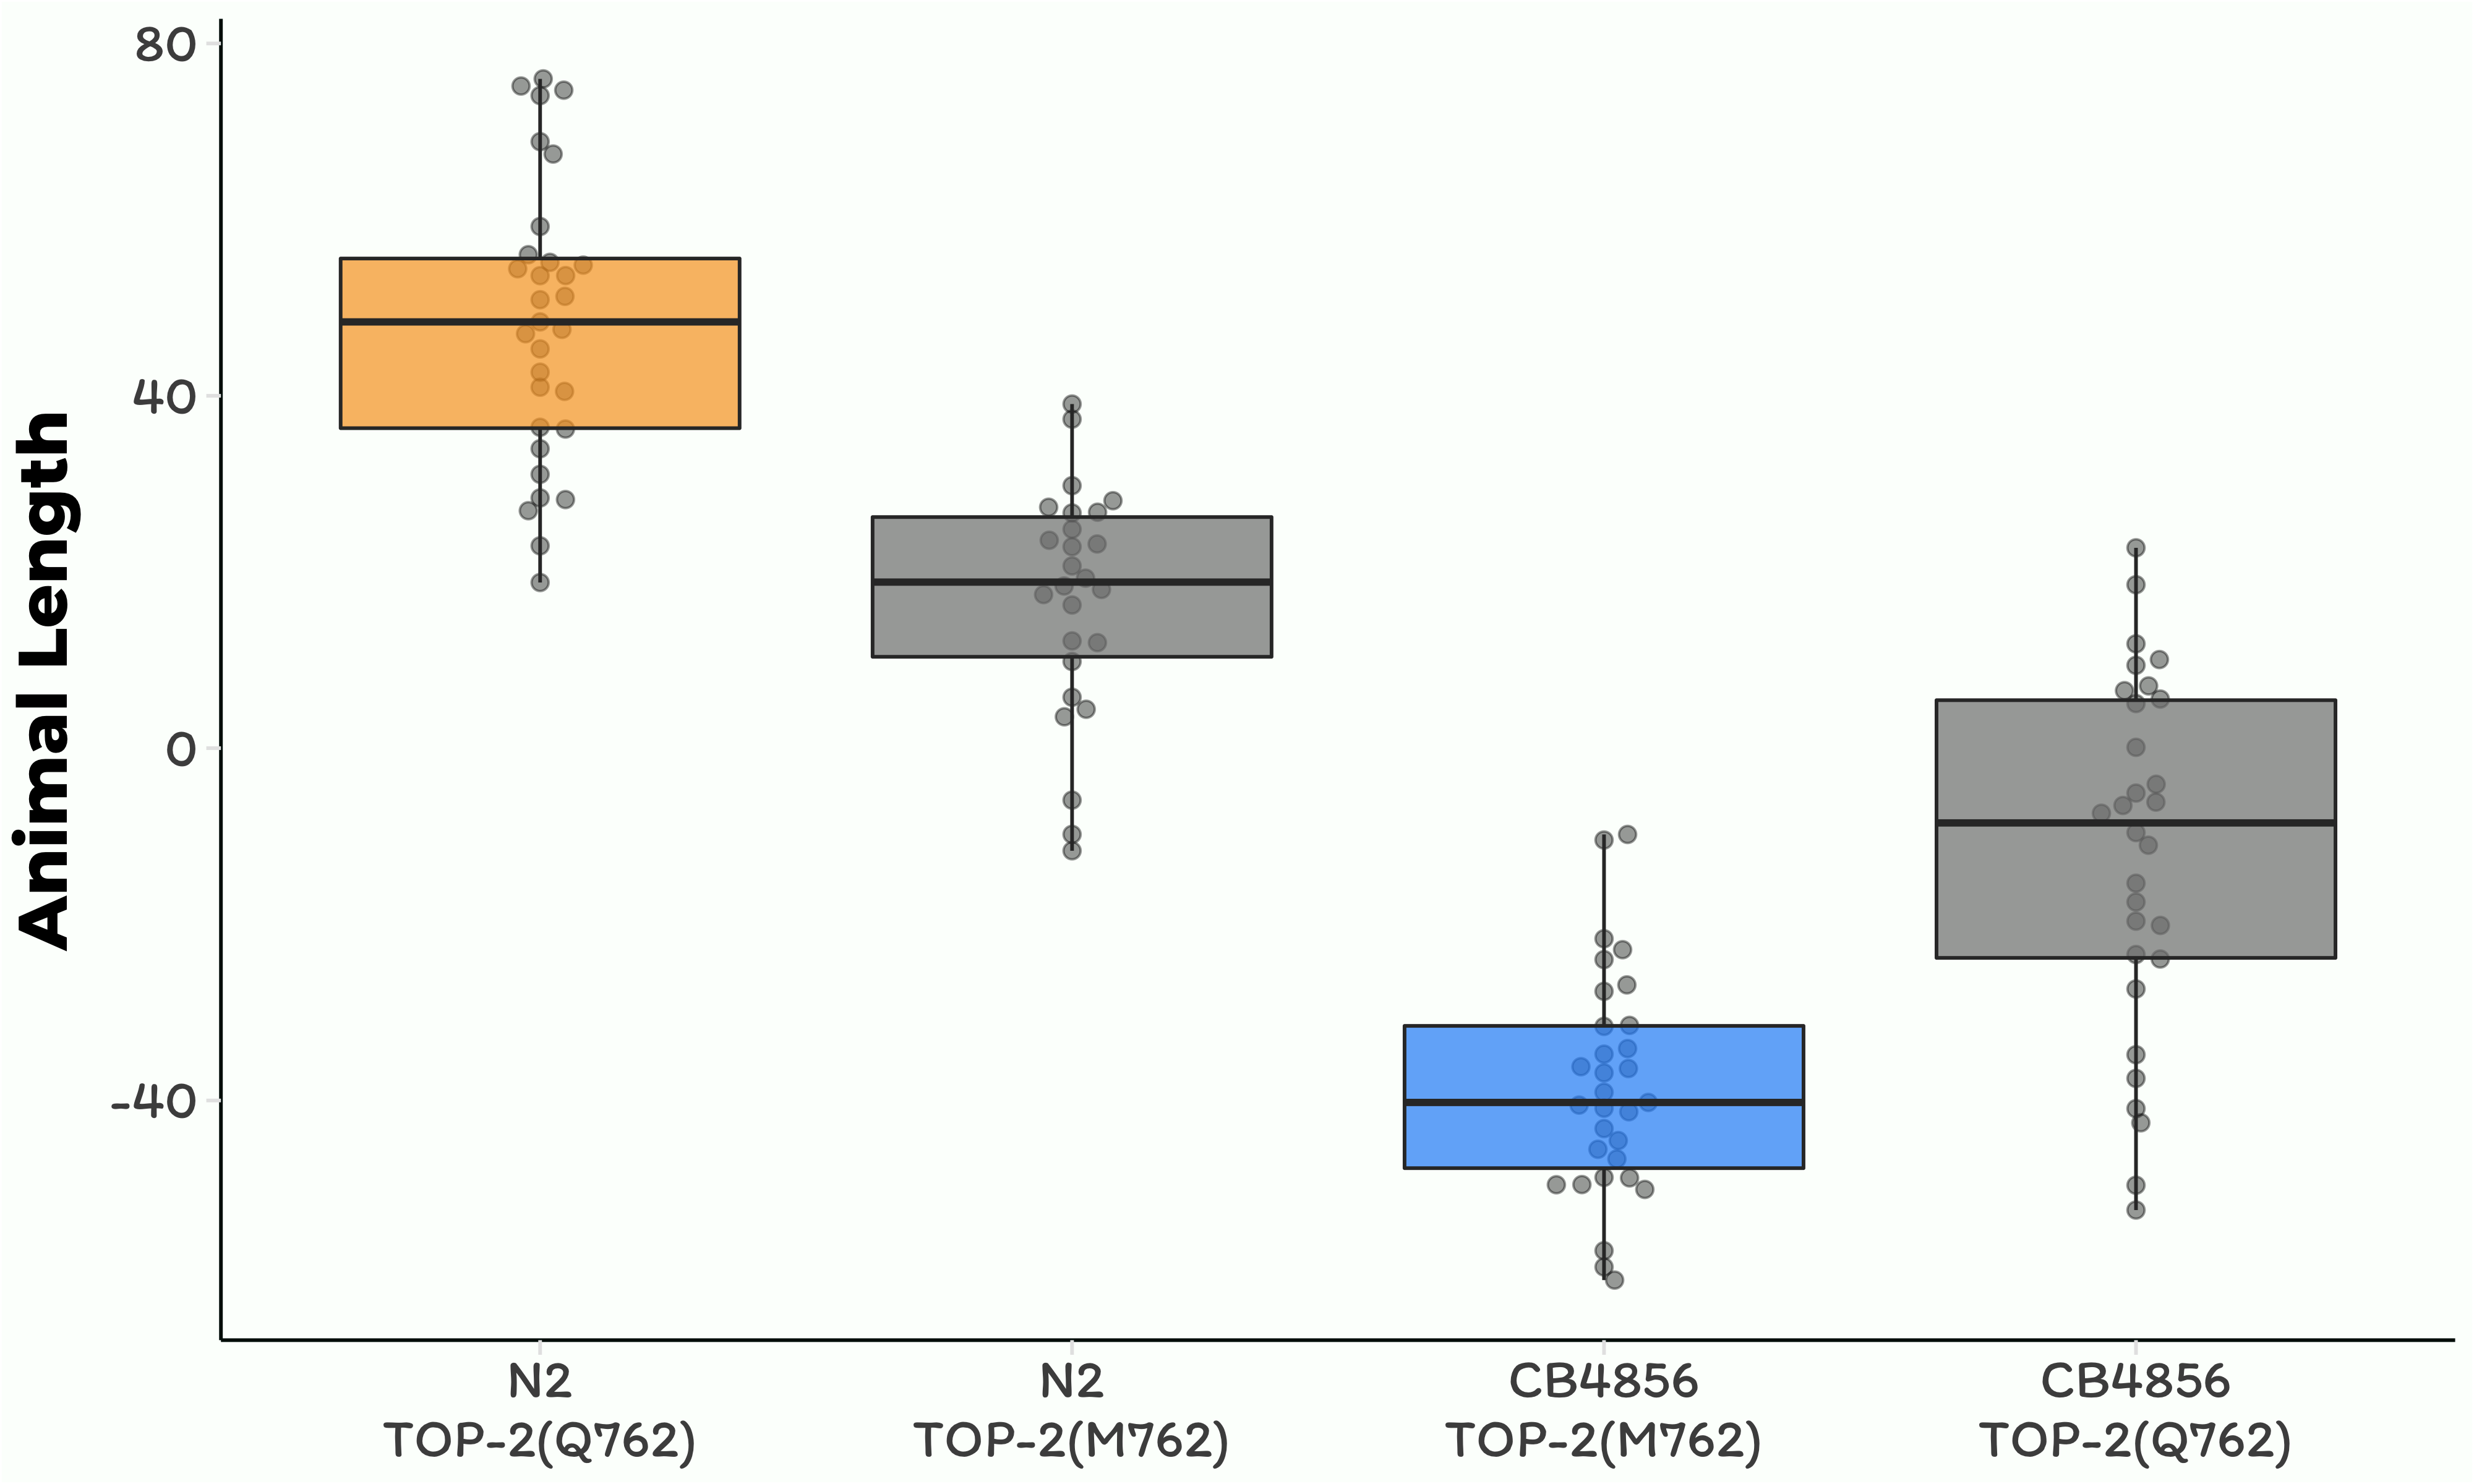 Animal Length
80
40
0
-40
N2
TOP-2(Q762)
N2
TOP-2(M762)
CB4856
TOP-2(M762)
CB4856
TOP-2(Q762)